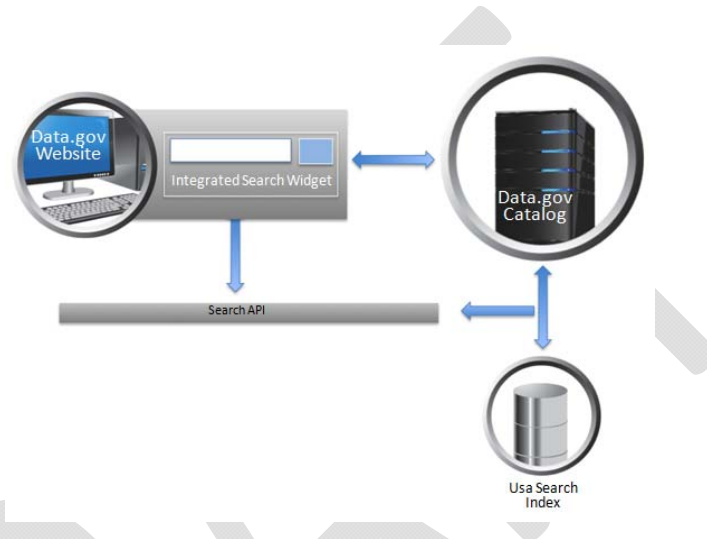 Data.gov
Website
Integrated Search Widget
Data.gov
Catalog
Search API
Usa Search
Index